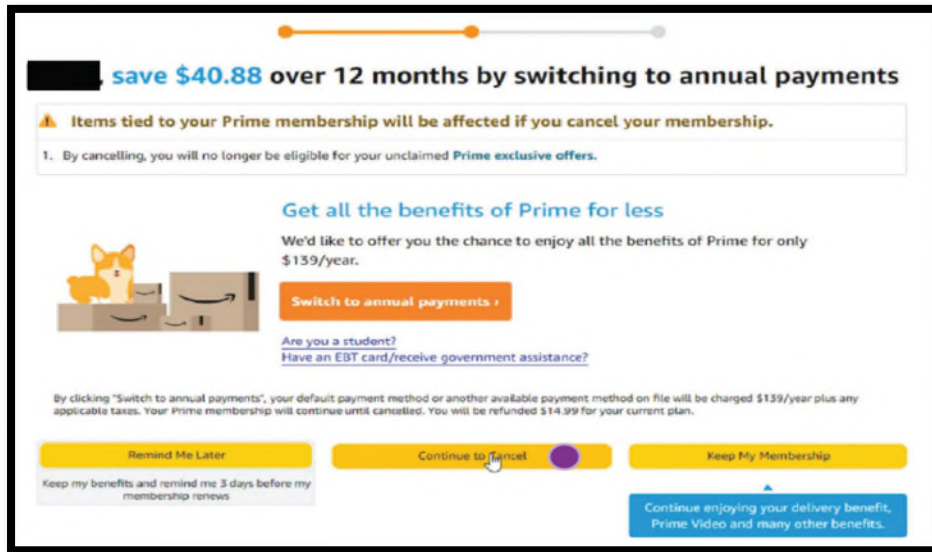 , save $40.88 over 12 months by switching to annual payments
Items tied to your Prime membership will be affected if you cancel your membership.
1. By cancelling, you will no longer be eligible for your unclaimed Prime exclusive offers.
Get all the benefits of Prime for less
We'd like to offer you the chance to enjoy all the benefits of Prime for only
$139/year.
Switch to annual payments ›
Are you a student?
Have an EBT card/receive government assistance?
By clicking "Switch to annual payments", your default payment method or another available payment method on file will be charged $139/year plus any
applicable taxes. Your Prime membership will continue until cancelled. You will be refunded $14.99 for your current plan.
Remind Me Later
Keep my benefits and remind me 3 days before my
membership renews
Continue to Cancel
Keep My Membership
Continue enjoying your delivery benefit,
Prime Video and many other benefits.